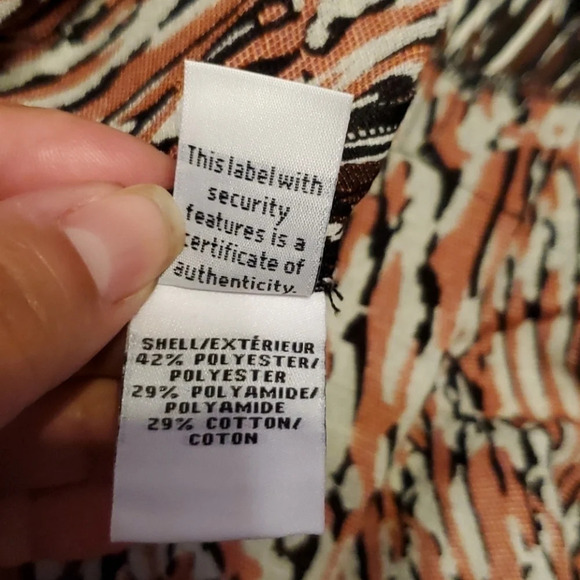 This label with
security
features is a
certificate of
authenticity.
SHELL/EXTÉRIEUR
42% POLYESTER/
POLYESTER
29% POLYAMIDE/
POLYAMIDE
29% COTTON/
COTON